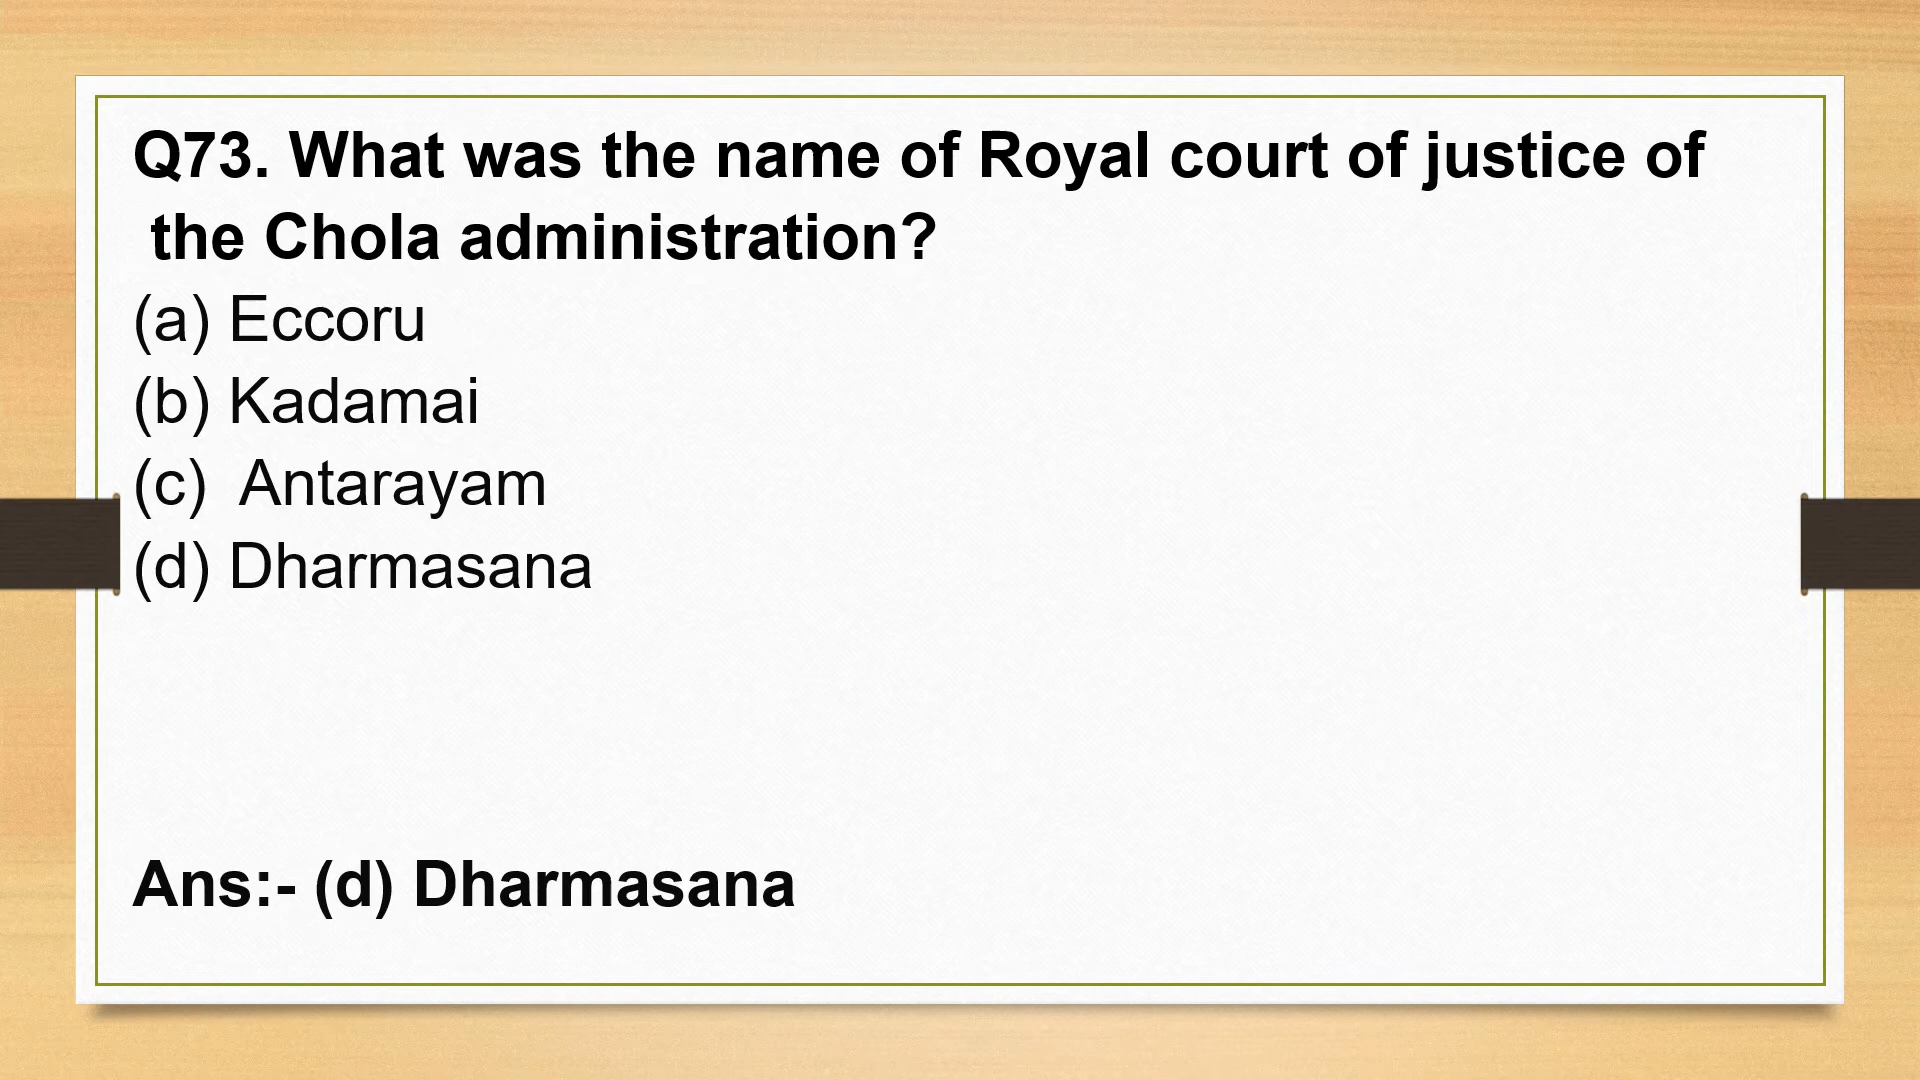 Q73. What was the name of Royal court of justice of
the Chola administration?
(a) Eccoru
(b) Kadamai
(c) Antarayam
(d) Dharmasana
Ans:- (d) Dharmasana